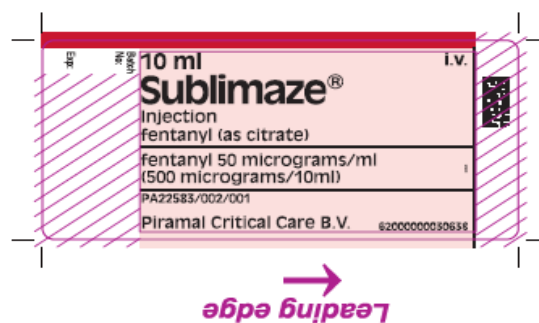 10 ml
i.v.
Sublimaze®
Injection
fentanyl (as citrate)
fentanyl 50 micrograms/ml
(500 micrograms/10ml)
PA22583/002/001
Piramal Critical Care B.V.
62000000030638
Batch
No:
Exp:
Leading edge